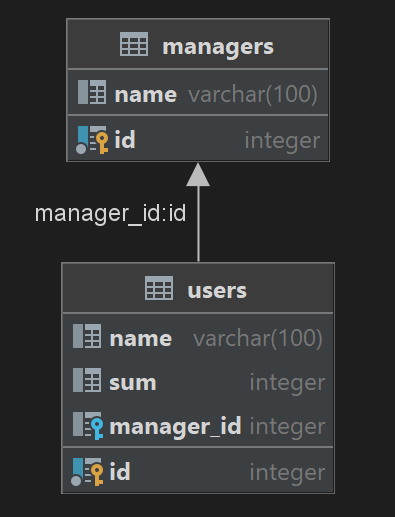 managers
name varchar(100)
id integer
manager_id:id
users
name varchar(100)
sum integer
manager_id integer
id integer